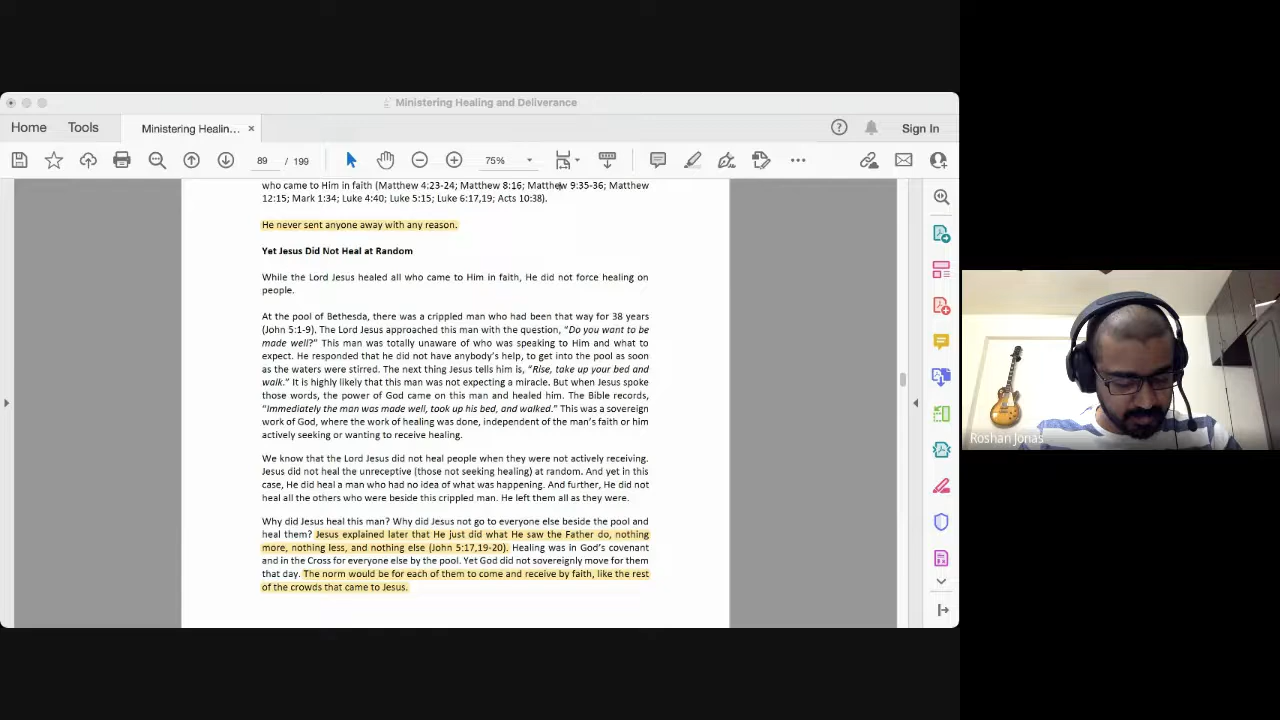 Ministering Healing and Deliverance
Home Tools Ministering Healin... × Sign In
89 / 199 75%
who came to Him in faith (Matthew 4:23-24; Matthew 8:16; Matthew 9:35-36; Matthew
12:15; Mark 1:34; Luke 4:40; Luke 5:15; Luke 6:17,19; Acts 10:38).
He never sent anyone away with any reason.
Yet Jesus Did Not Heal at Random
While the Lord Jesus healed all who came to Him in faith, He did not force healing on
people.
At the pool of Bethesda, there was a crippled man who had been that way for 38 years
(John 5:1-9). The Lord Jesus approached this man with the question, “Do you want to be
made well?” This man was totally unaware of who was speaking to Him and what to
expect. He responded that he did not have anybody’s help, to get into the pool as soon
as the waters were stirred. The next thing Jesus tells him is, “Rise, take up your bed and
walk.” It is highly likely that this man was not expecting a miracle. But when Jesus spoke
those words, the power of God came on this man and healed him. The Bible records,
“Immediately the man was made well, took up his bed, and walked.” This was a sovereign
work of God, where the work of healing was done, independent of the man’s faith or him
actively seeking or wanting to receive healing.
We know that the Lord Jesus did not heal people when they were not actively receiving.
Jesus did not heal the unreceptive (those not seeking healing) at random. And yet in this
case, He did heal a man who had no idea of what was happening. And further, He did not
heal all the others who were beside this crippled man. He left them all as they were.
Why did Jesus heal this man? Why did Jesus not go to everyone else beside the pool and
heal them? Jesus explained later that He just did what He saw the Father do, nothing
more, nothing less, and nothing else (John 5:17,19-20). Healing was in God’s covenant
and in the Cross for everyone else by the pool. Yet God did not sovereignly move for them
that day. The norm would be for each of them to come and receive by faith, like the rest
of the crowds that came to Jesus.
Roshan Jonas